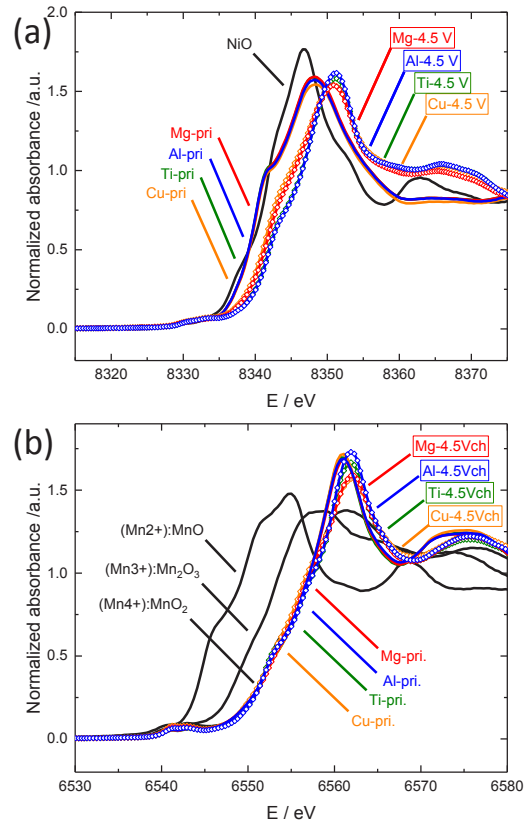 (a)
2.0
1.5
1.0
0.5
0.0
Normalized absorbance /a.u.
NiO
Mg-4.5 V
Al-4.5 V
Ti-4.5 V
Cu-4.5 V
Mg-pri
Al-pri
Ti-pri
Cu-pri
8320 8330 8340 8350 8360 8370
E / eV
(b)
1.5
1.0
0.5
0.0
Normalized absorbance /a.u.
Mg-4.5Vch
Al-4.5Vch
Ti-4.5Vch
Cu-4.5Vch
(Mn2+):MnO
(Mn3+):Mn₂O₃
(Mn4+):MnO₂
Mg-pri.
Al-pri.
Ti-pri.
Cu-pri.
6530 6540 6550 6560 6570 6580
E / eV